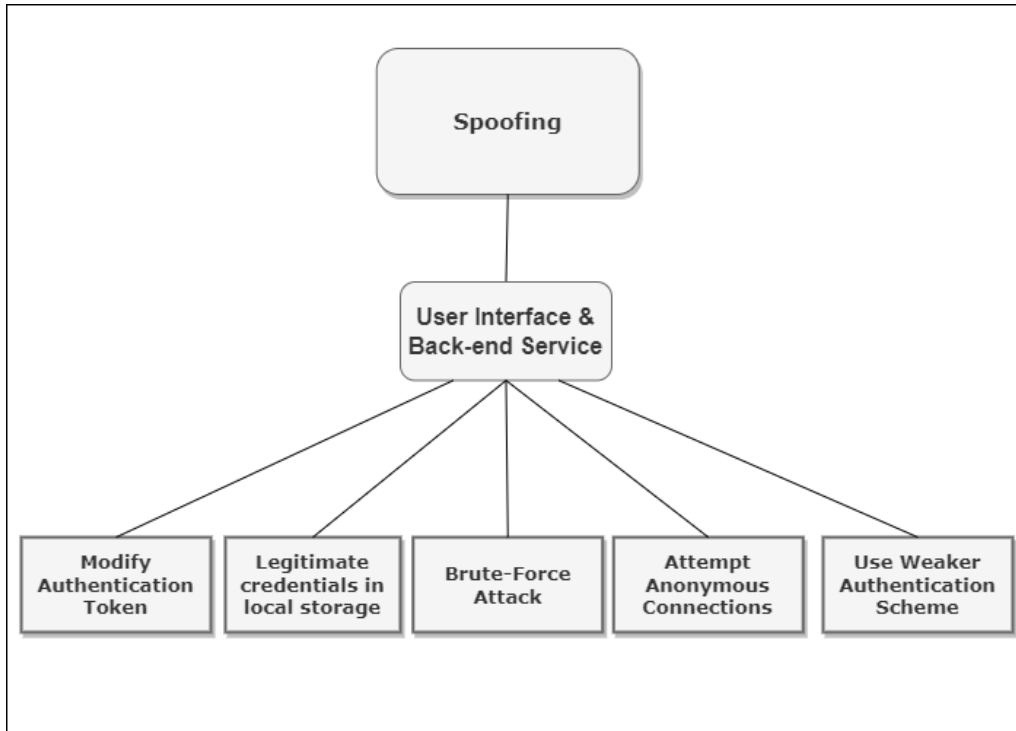 Spoofing
User Interface &
Back-end Service
Modify
Authentication
Token
Legitimate
credentials in
local storage
Brute-Force
Attack
Attempt
Anonymous
Connections
Use Weaker
Authentication
Scheme